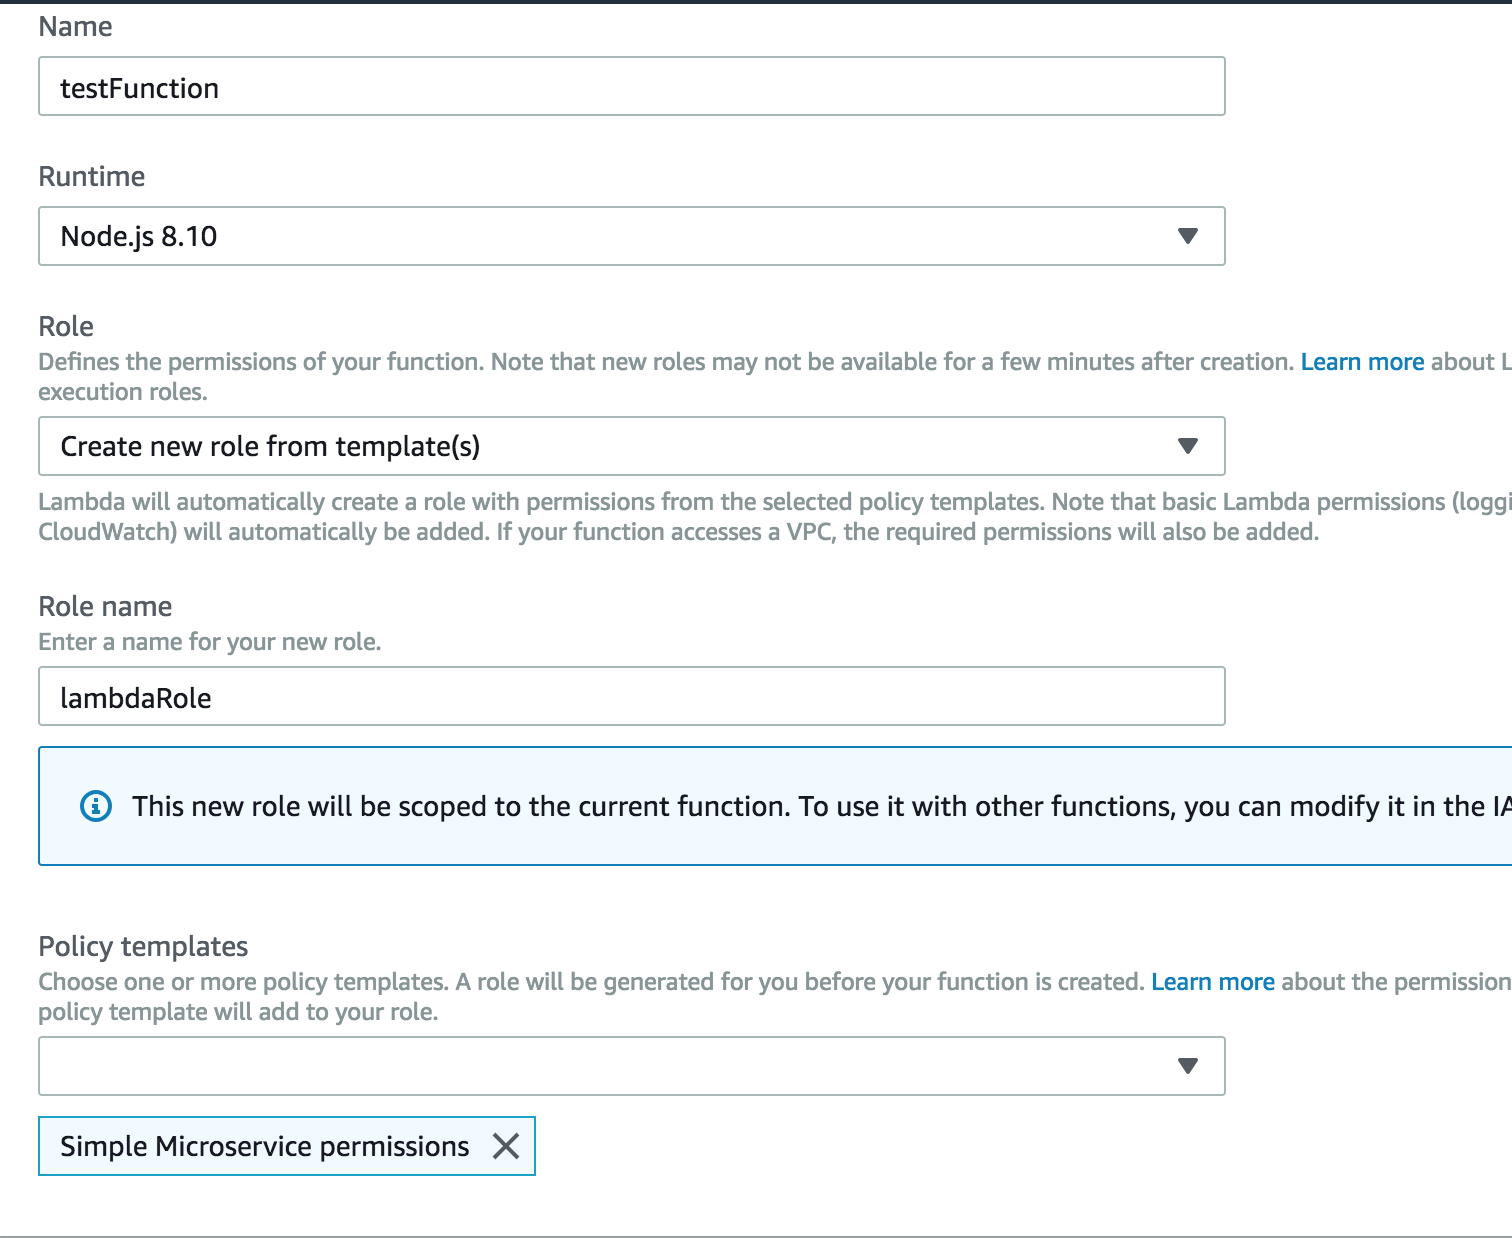 Name
testFunction
Runtime
Node.js 8.10
Role
Defines the permissions of your function. Note that new roles may not be available for a few minutes after creation. Learn more about
execution roles.
Create new role from template(s)
Lambda will automatically create a role with permissions from the selected policy templates. Note that basic Lambda permissions
CloudWatch) will automatically be added. If your function accesses a VPC, the required permissions will also be added.
Role name
Enter a name for your new role.
lambdaRole
This new role will be scoped to the current function. To use it with other functions, you can modify it in the
Policy templates
Choose one or more policy templates. A role will be generated for you before your function is created. Learn more about the permission
policy template will add to your role.
Simple Microservice permissions